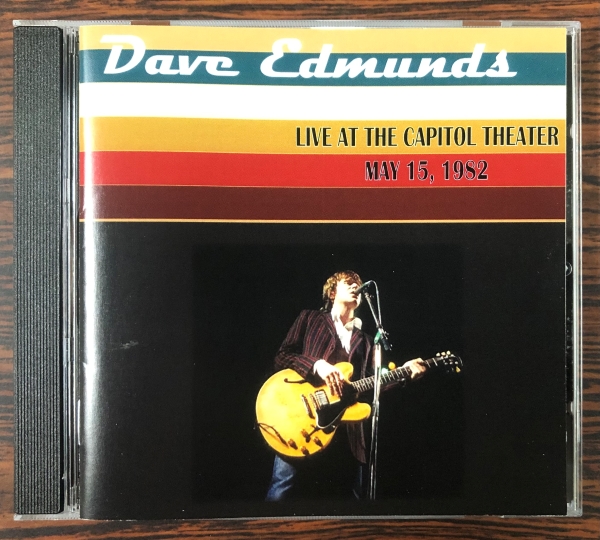 Dave Edmunds
LIVE AT THE CAPITOL THEATER
MAY 15, 1982